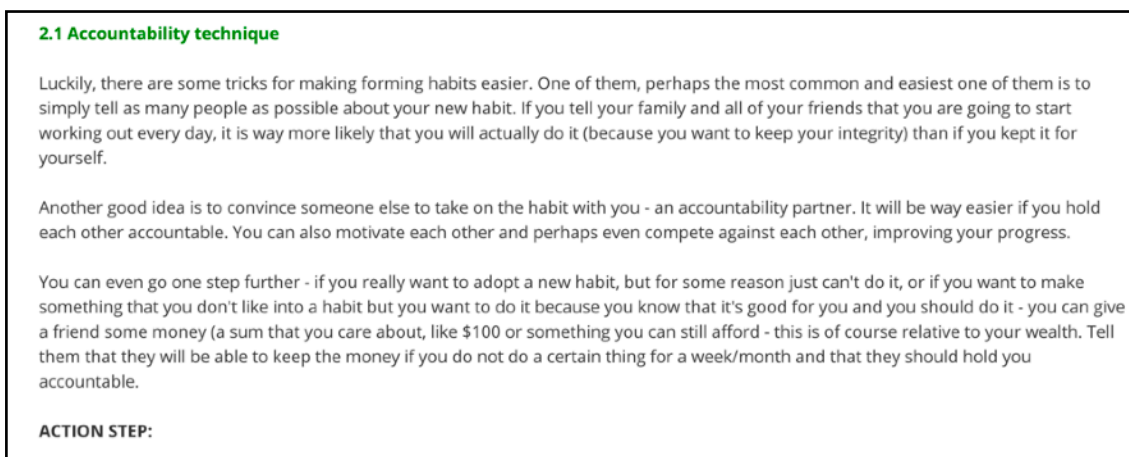 2.1 Accountability technique
Luckily, there are some tricks for making forming habits easier. One of them, perhaps the most common and easiest one of them is to
simply tell as many people as possible about your new habit. If you tell your family and all of your friends that you are going to start
working out every day, it is way more likely that you will actually do it (because you want to keep your integrity) than if you kept it for
yourself.
Another good idea is to convince someone else to take on the habit with you - an accountability partner. It will be way easier if you hold
each other accountable. You can also motivate each other and perhaps even compete against each other, improving your progress.
You can even go one step further - if you really want to adopt a new habit, but for some reason just can't do it, or if you want to make
something that you don't like into a habit but you want to do it because you know that it's good for you and you should do it - you can give
a friend some money (a sum that you care about, like $100 or something you can still afford - this is of course relative to your wealth. Tell
them that they will be able to keep the money if you do not do a certain thing for a week/month and that they should hold you
accountable.
ACTION STEP: